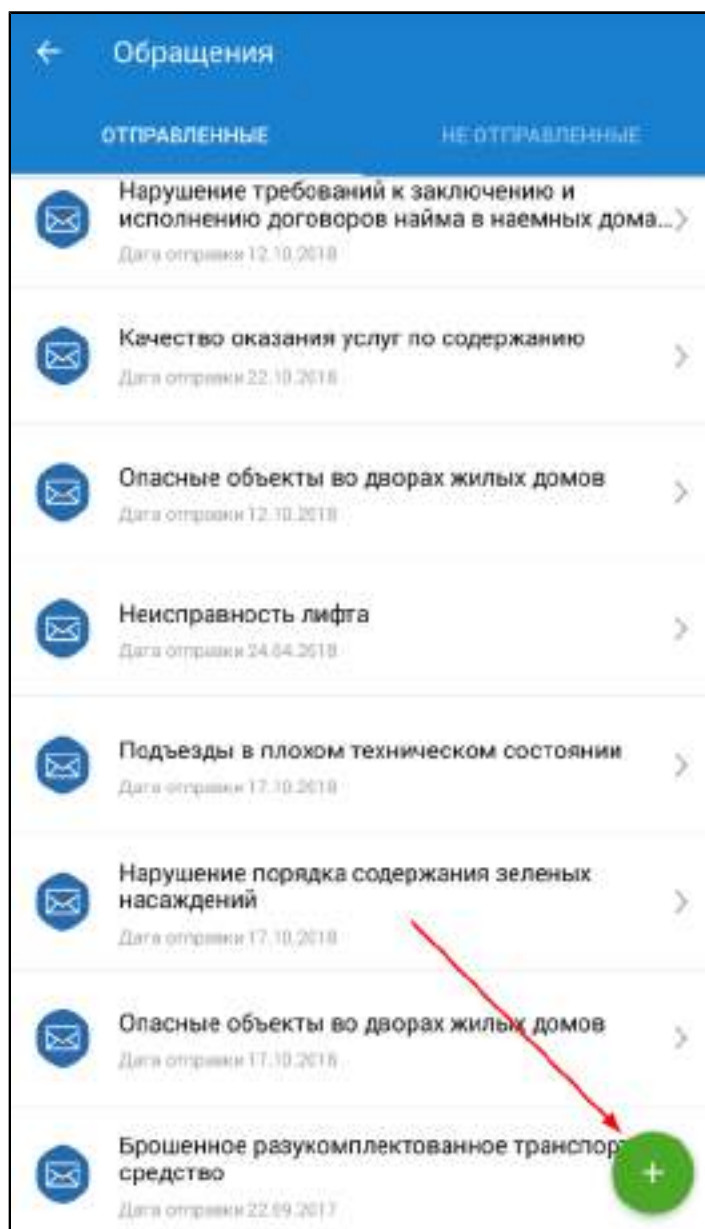 Обращения
ОТПРАВЛЕННЫЕ
НЕ ОТПРАВЛЕННЫЕ
Нарушение требований к заключению и
исполнению договоров найма в наемных дома...
Дата отправки 12.10.2018
Качество оказания услуг по содержанию
Дата отправки 22.10.2018
Опасные объекты во дворах жилых домов
Дата отправки 12.10.2018
Неисправность лифта
Дата отправки 24.04.2018
Подъезды в плохом техническом состоянии
Дата отправки 17.10.2018
Нарушение порядка содержания зеленых
насаждений
Дата отправки 17.10.2018
Опасные объекты во дворах жилых домов
Дата отправки 17.10.2018
Брошенное разукомплектованное транспорт
средство
Дата отправки 22.09.2017